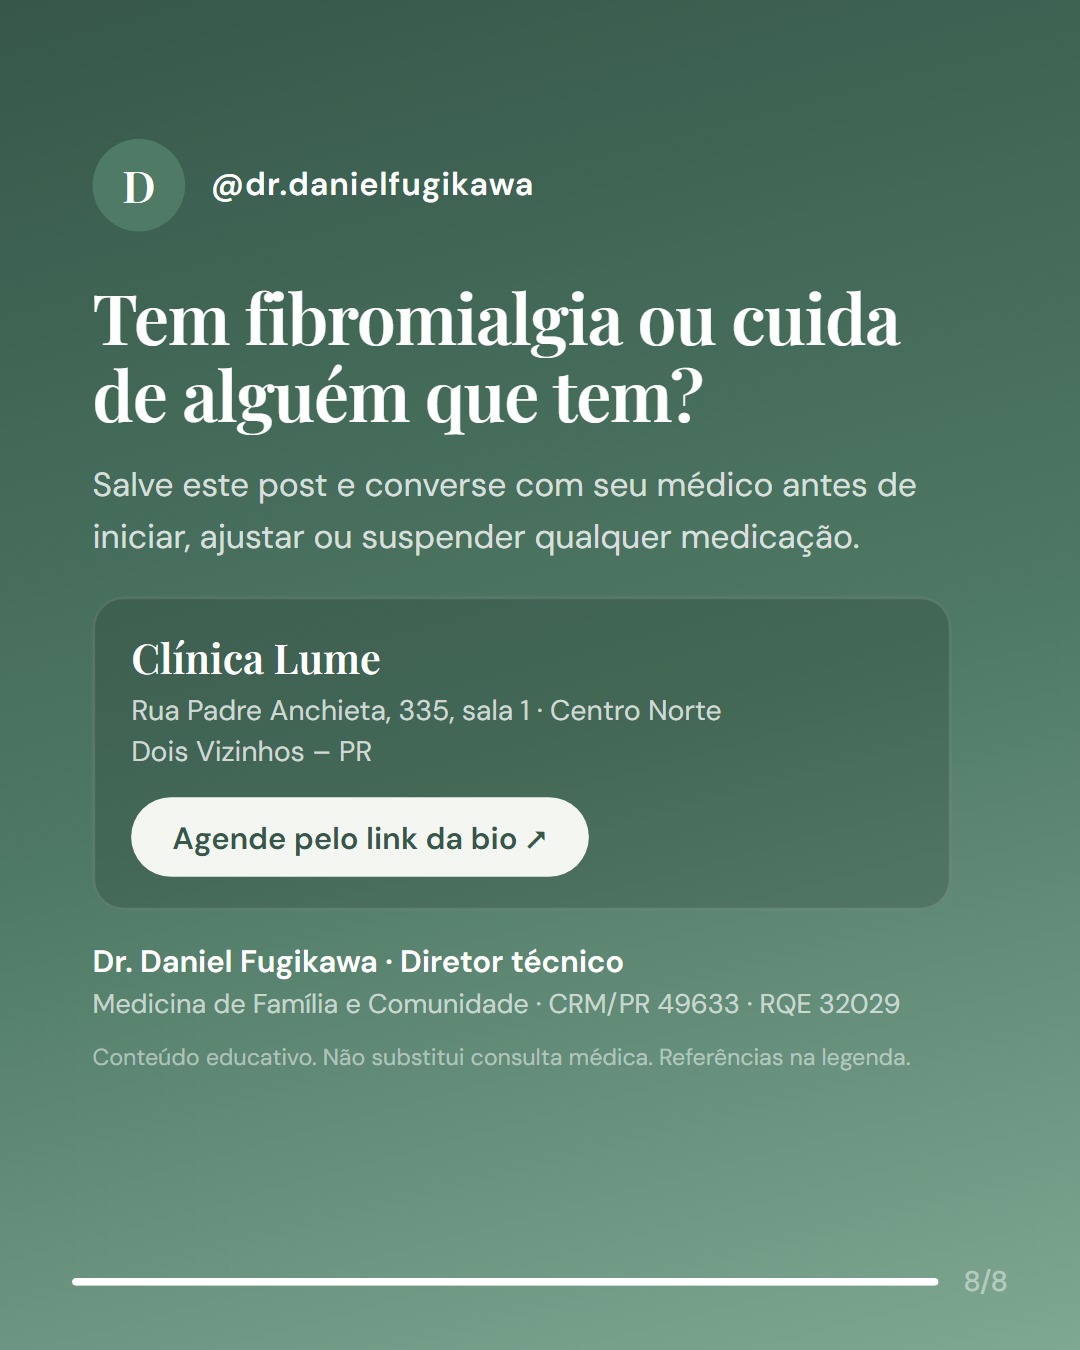 D
@dr.danielfugikawa
Tem fibromialgia ou cuida
de alguém que tem?
Salve este post e converse com seu médico antes de
iniciar, ajustar ou suspender qualquer medicação.
Clínica Lume
Rua Padre Anchieta, 335, sala 1 · Centro Norte
Dois Vizinhos – PR
Agende pelo link da bio ↗
Dr. Daniel Fugikawa · Diretor técnico
Medicina de Família e Comunidade · CRM/PR 49633 · RQE 32029
Conteúdo educativo. Não substitui consulta médica. Referências na legenda.
8/8